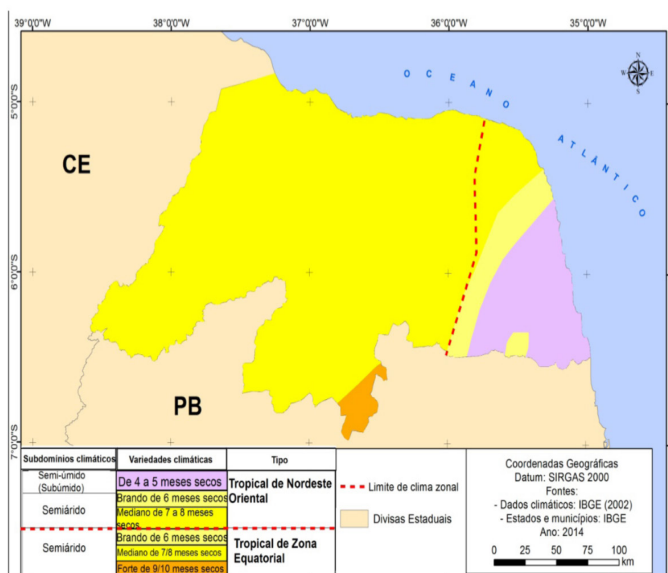 39°0'0"S
38°0'0"S
37°0'0"S
36°0'0"S
35°0'0"S
5°0'0"S
6°0'0"S
7°0'0"S
N
W
E
S
OCEANO
ATLÁNTICO
CE
PB
Subdomínios climáticos
Variedades climáticas
Tipo
Semi-úmido
(Subúmido)
De 4 a 5 meses secos
Tropical de Nordeste
Oriental
Semiárido
Brando de 6 meses secos
Mediano de 7 a 8 meses
secos
Semiárido
Brando de 6 meses secos
Mediano de 7/8 meses secos
Forte de 9/10 meses secos
Tropical de Zona
Equatorial
Limite de clima zonal
Divisas Estaduais
Coordenadas Geográficas
Datum: SIRGAS 2000
Fontes:
- Dados climáticos: IBGE (2002)
- Estados e municípios: IBGE
Ano: 2014
0 25 50 75 100
km